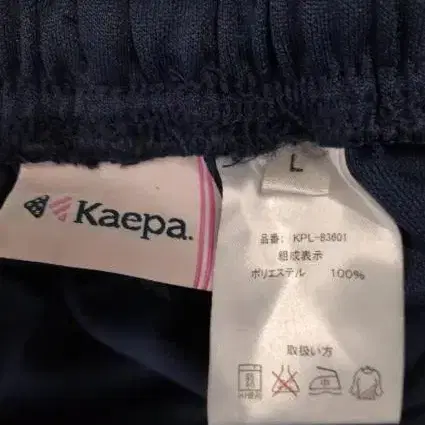 Kaepa.
L
品番: KPL-83601
組成表示
ポリエステル 100%
取扱い方